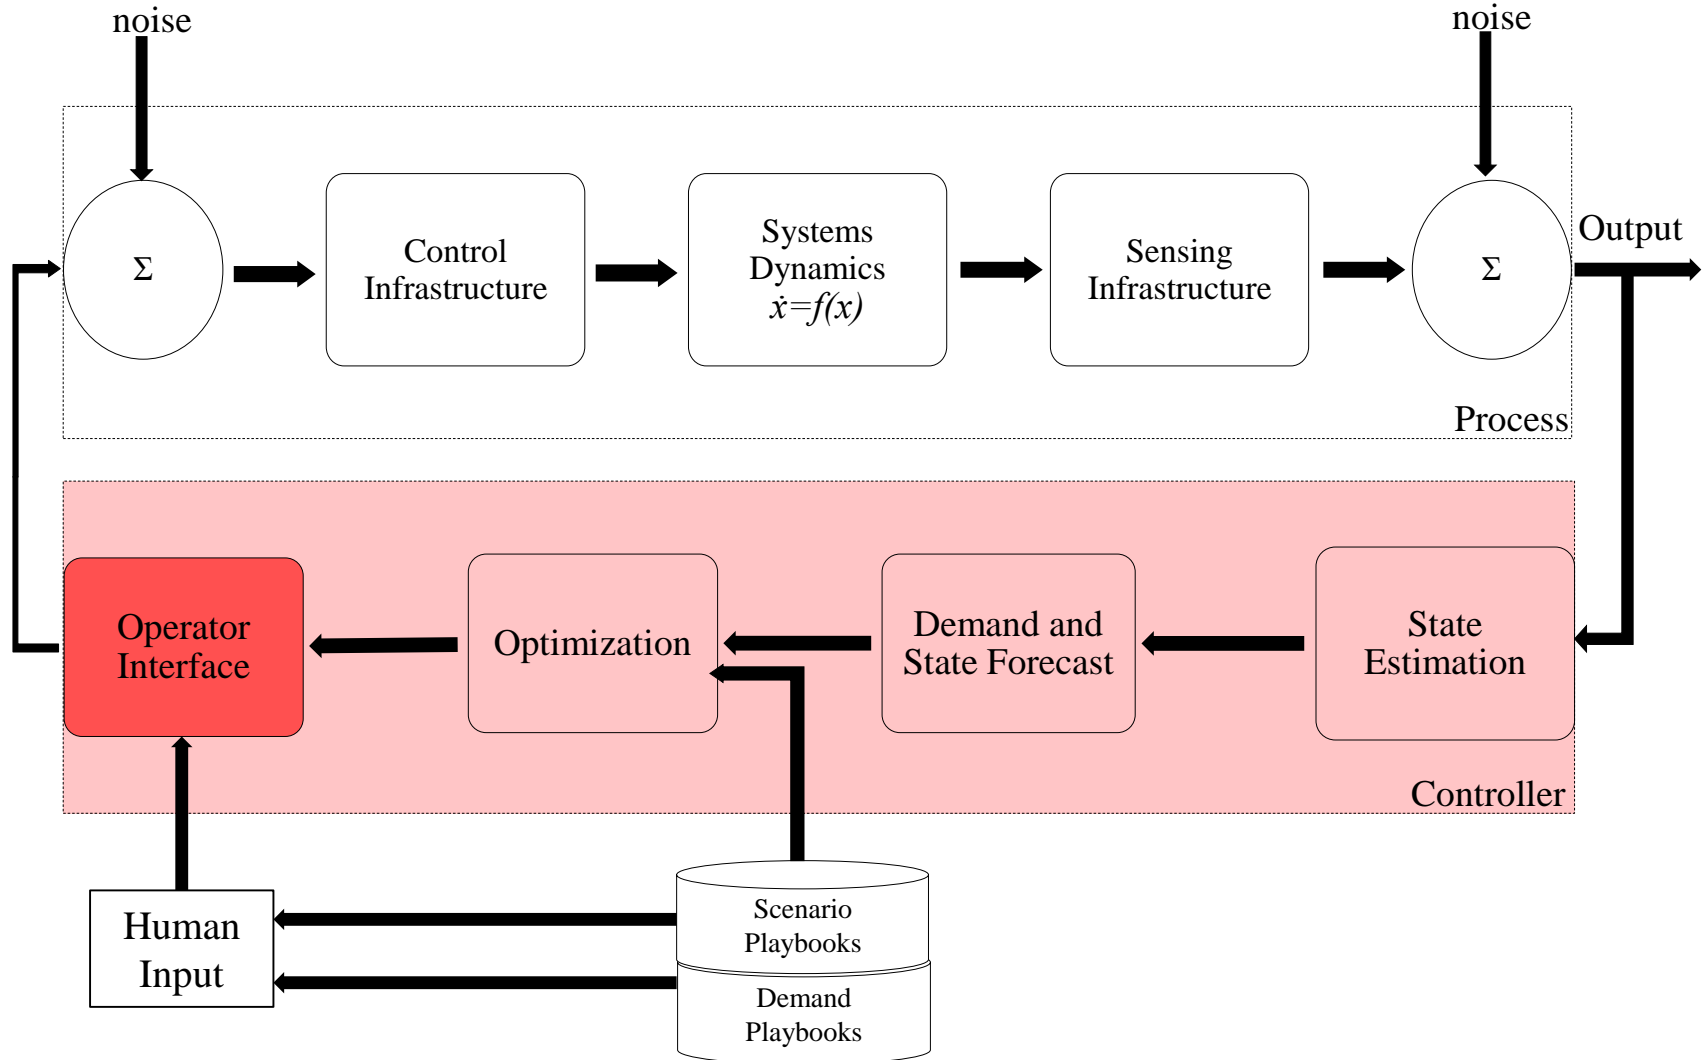 noise
noise
Σ
Control
Infrastructure
Systems
Dynamics
ẋ=f(x)
Sensing
Infrastructure
Σ
Output
Process
Operator
Interface
Optimization
Demand and
State Forecast
State
Estimation
Controller
Human
Input
Scenario
Playbooks
Demand
Playbooks